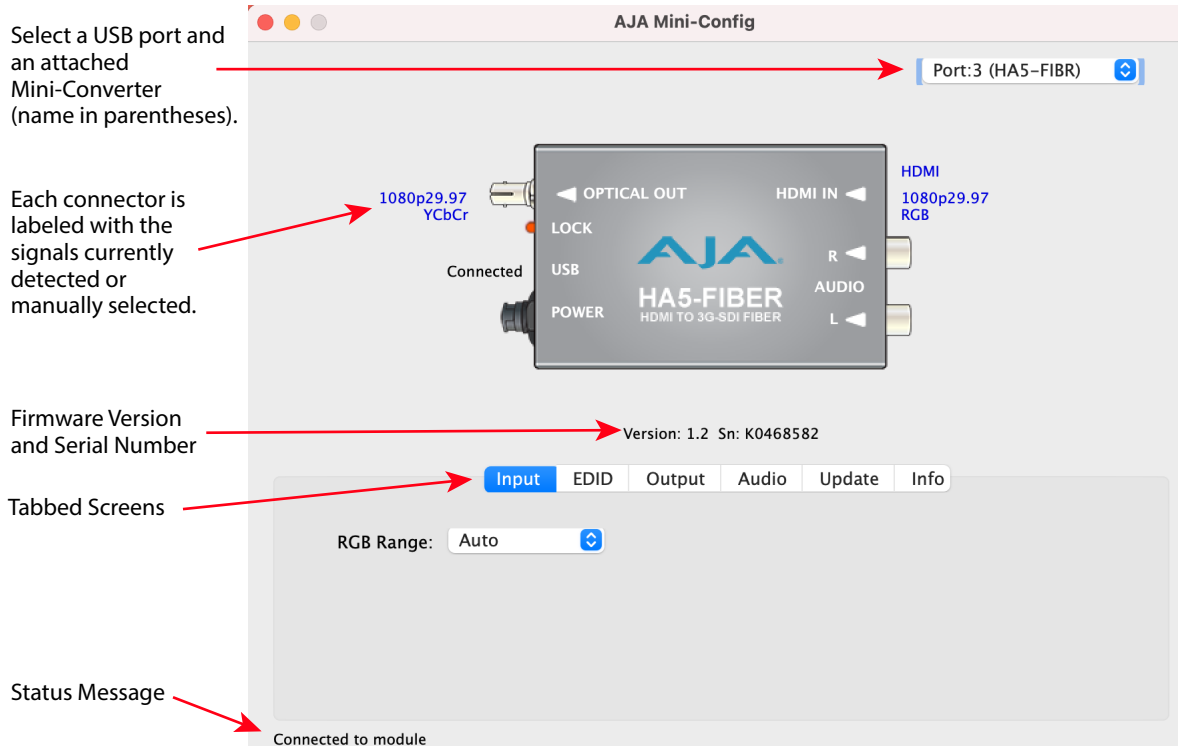 AJA Mini-Config
Select a USB port and
an attached
Mini-Converter
(name in parentheses).
Port:3 (HA5-FIBR)
Each connector is
labeled with the
signals currently
detected or
manually selected.
1080p29.97
YCbCr
Connected
OPTICAL OUT
LOCK
USB
POWER
HDMI IN
R
AUDIO
L
AJA
HA5-FIBER
HDMI TO 3G-SDI FIBER
HDMI
1080p29.97
RGB
Firmware Version
and Serial Number
Version: 1.2 Sn: K0468582
Tabbed Screens
Input EDID Output Audio Update Info
RGB Range: Auto
Status Message
Connected to module